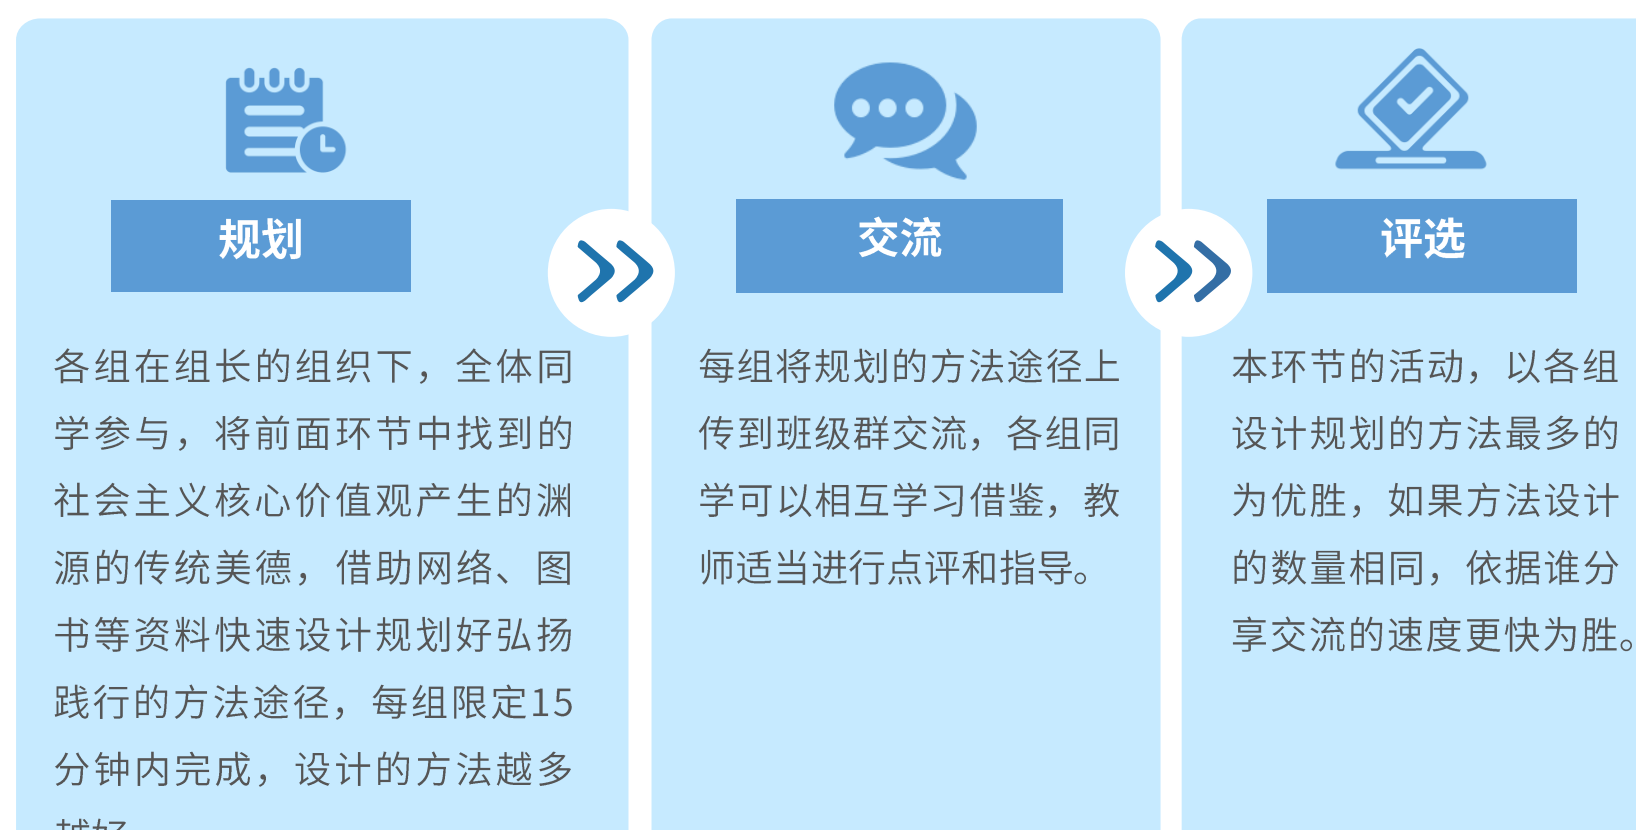 规划
各组在组长的组织下，全体同
学参与，将前面环节中找到的
社会主义核心价值观产生的渊
源的传统美德，借助网络、图
书等资料快速设计规划好弘扬
践行的方法途径，每组限定15
分钟内完成，设计的方法越多
越好
交流
每组将规划的方法途径上
传到班级群交流，各组同
学可以相互学习借鉴，教
师适当进行点评和指导。
评选
本环节的活动，以各组
设计规划的方法最多的
为优胜，如果方法设计
的数量相同，依据谁分
享交流的速度更快为胜。